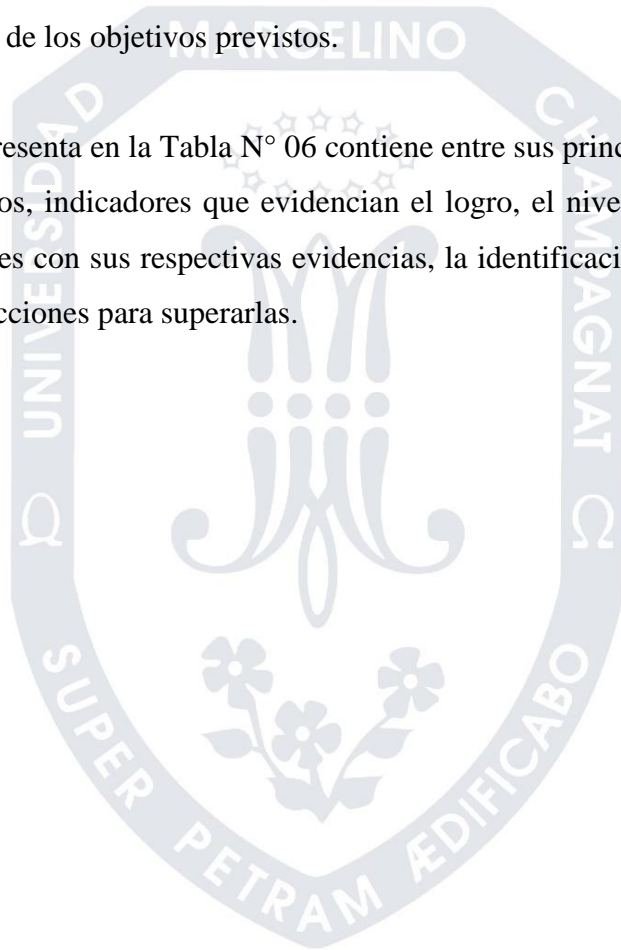 de los objetivos previstos.
resenta en la Tabla N° 06 contiene entre sus princ
os, indicadores que evidencian el logro, el nive
es con sus respectivas evidencias, la identificaci
cciones para superarlas.
UNIVERSIDAD MARCELINO CHAMPAGNAT
SUPER PETRAM ÆDIFICABO